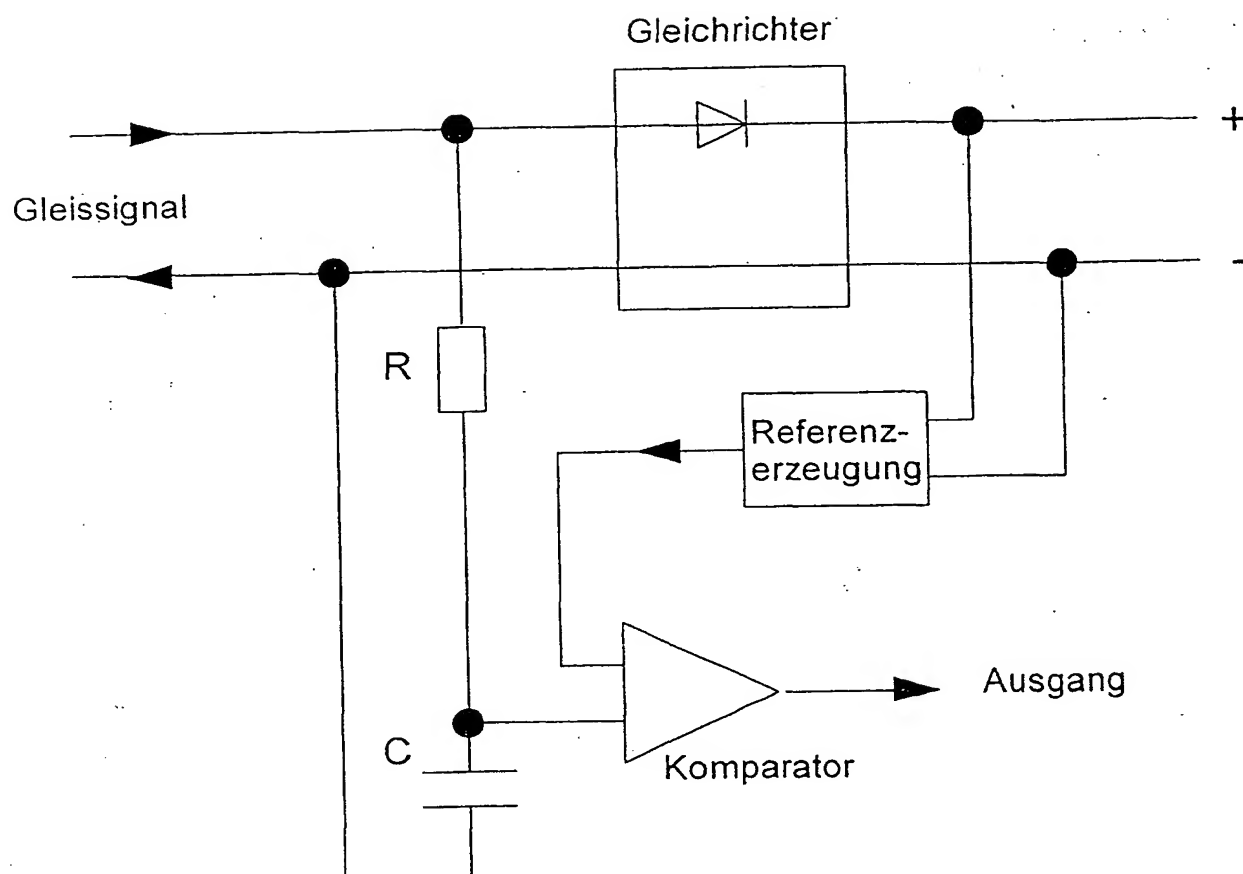 Gleichrichter
+
Gleissignal
-
R
Referenz-
erzeugung
Ausgang
C
Komparator